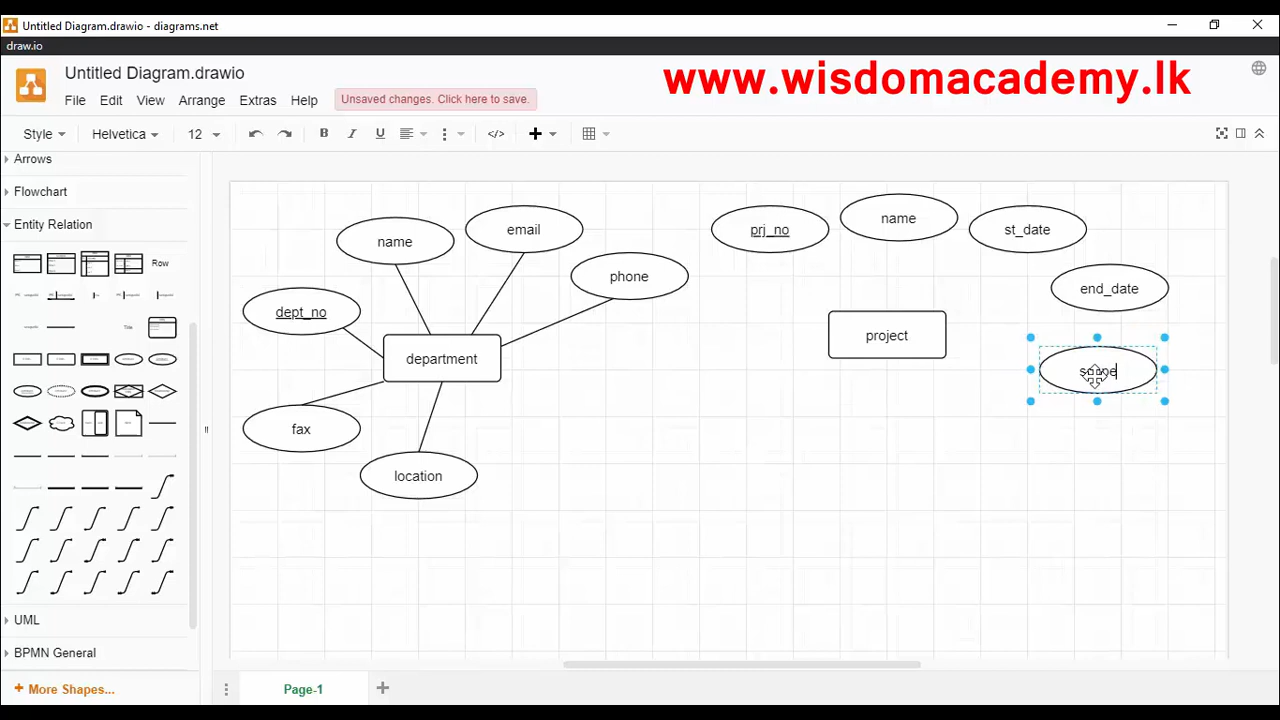 Untitled Diagram.drawio - diagrams.net
draw.io
Untitled Diagram.drawio
www.wisdomacademy.lk
File Edit View Arrange Extras Help
Unsaved changes. Click here to save.
Style Helvetica 12
Arrows
Flowchart
Entity Relation
Row
Title
UML
BPMN General
+ More Shapes...
name
email
phone
dept_no
department
fax
location
prj_no
name
st_date
end_date
project
Page-1